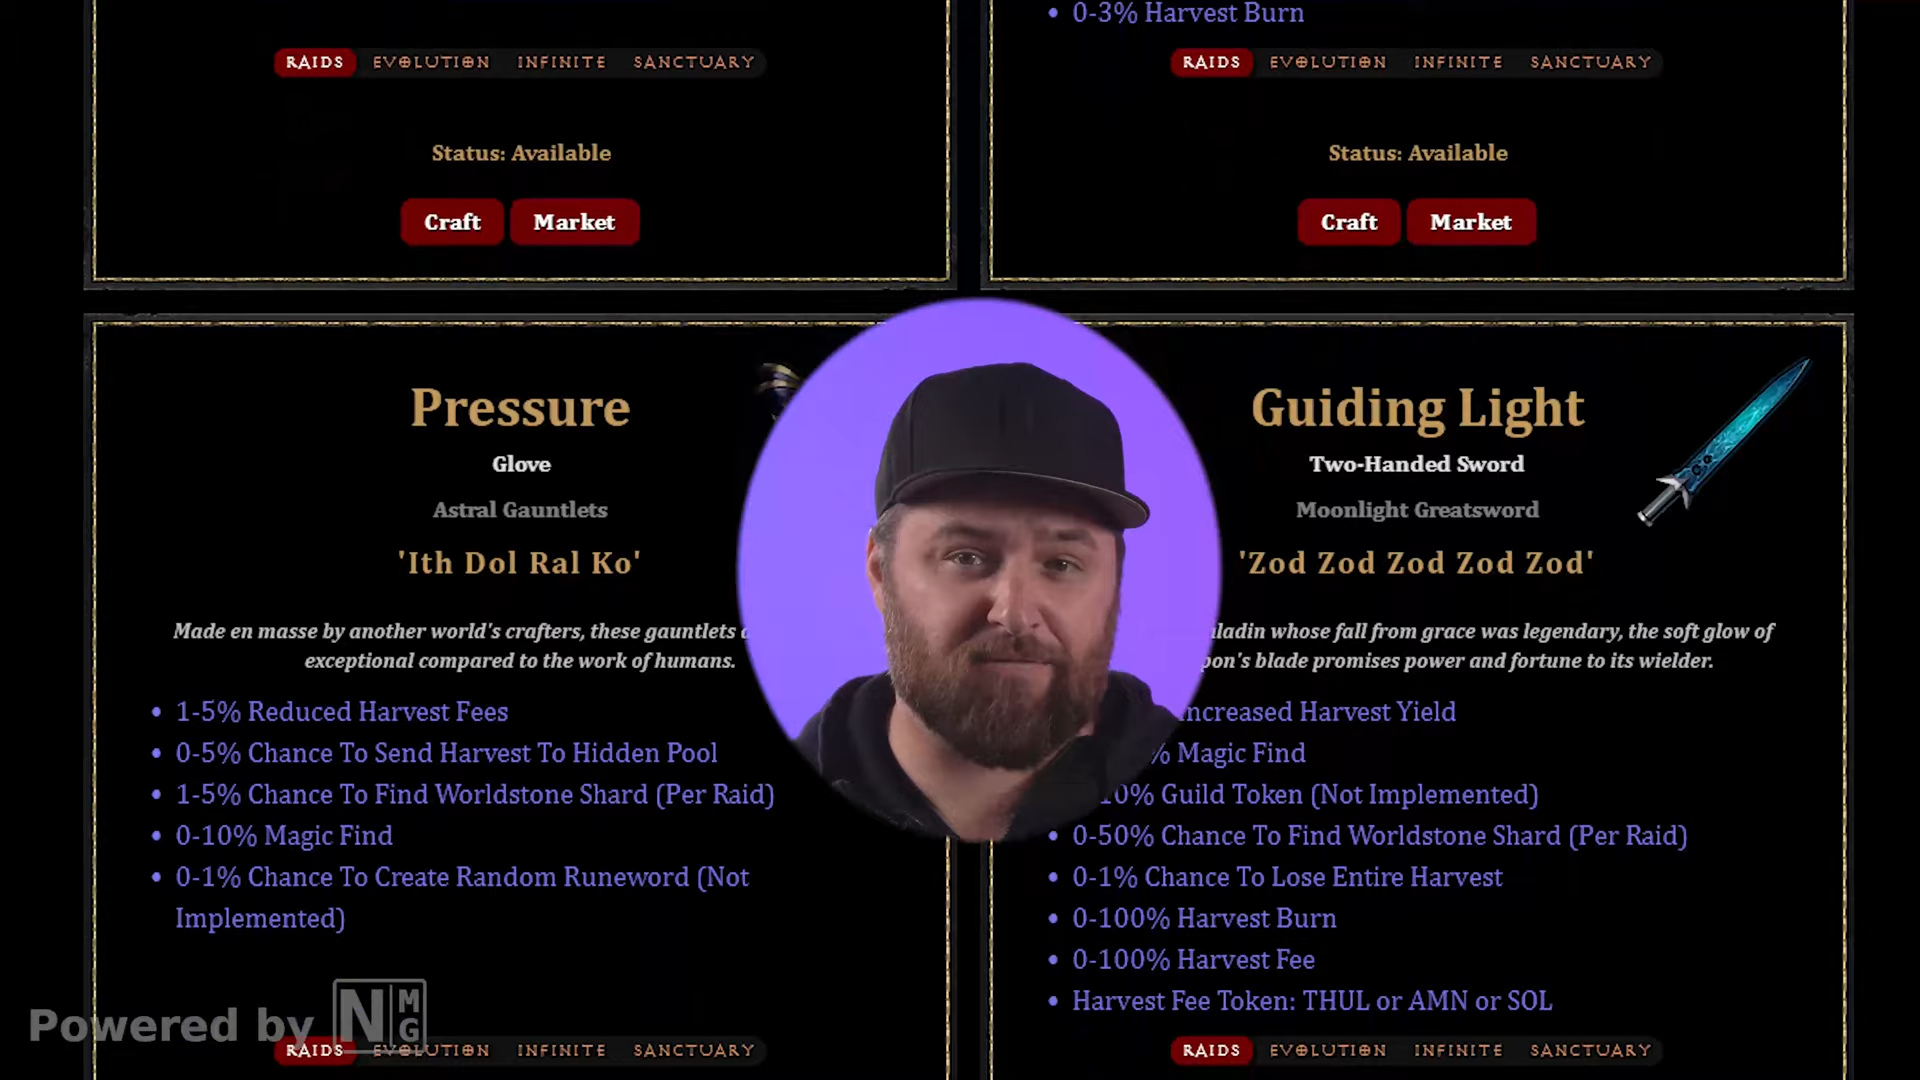 0-3% Harvest Burn
RAIDS EVOLUTION INFINITE SANCTUARY
RAIDS EVOLUTION INFINITE SANCTUARY
Status: Available
Status: Available
Craft Market
Craft Market
Pressure
Glove
Astral Gauntlets
'Ith Dol Ral Ko'
Made en masse by another world's crafters, these gauntlets
exceptional compared to the work of humans.
1-5% Reduced Harvest Fees
0-5% Chance To Send Harvest To Hidden Pool
1-5% Chance To Find Worldstone Shard (Per Raid)
0-10% Magic Find
0-1% Chance To Create Random Runeword (Not
Implemented)
Guiding Light
Two-Handed Sword
Moonlight Greatsword
'Zod Zod Zod Zod Zod'
whose fall from grace was legendary, the soft glow of
blade promises power and fortune to its wielder.
Increased Harvest Yield
% Magic Find
10% Guild Token (Not Implemented)
0-50% Chance To Find Worldstone Shard (Per Raid)
0-1% Chance To Lose Entire Harvest
0-100% Harvest Burn
0-100% Harvest Fee
Harvest Fee Token: THUL or AMN or SOL
Powered by NMG
RAIDS EVOLUTION INFINITE SANCTUARY
RAIDS EVOLUTION INFINITE SANCTUARY